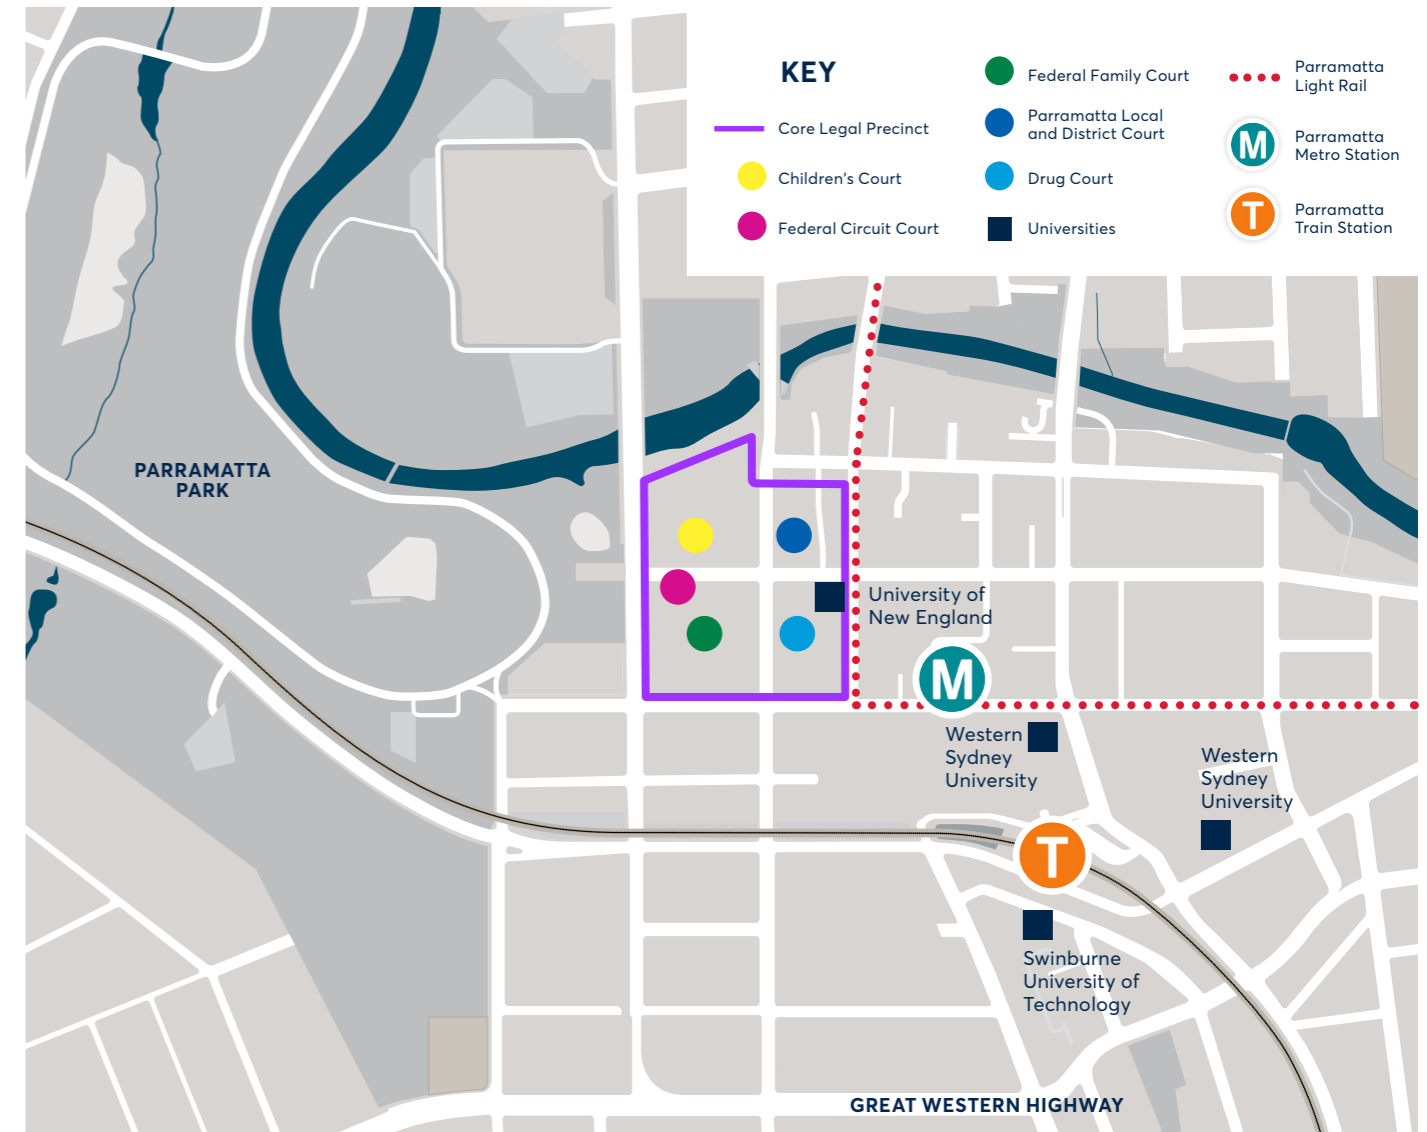 KEY
Core Legal Precinct
Children's Court
Federal Circuit Court
Federal Family Court
Parramatta Local
and District Court
Drug Court
Universities
Parramatta
Light Rail
M
Parramatta
Metro Station
T
Parramatta
Train Station
PARRAMATTA
PARK
University of
New England
M
Western
Sydney
University
Western
Sydney
University
T
Swinburne
University of
Technology
GREAT WESTERN HIGHWAY